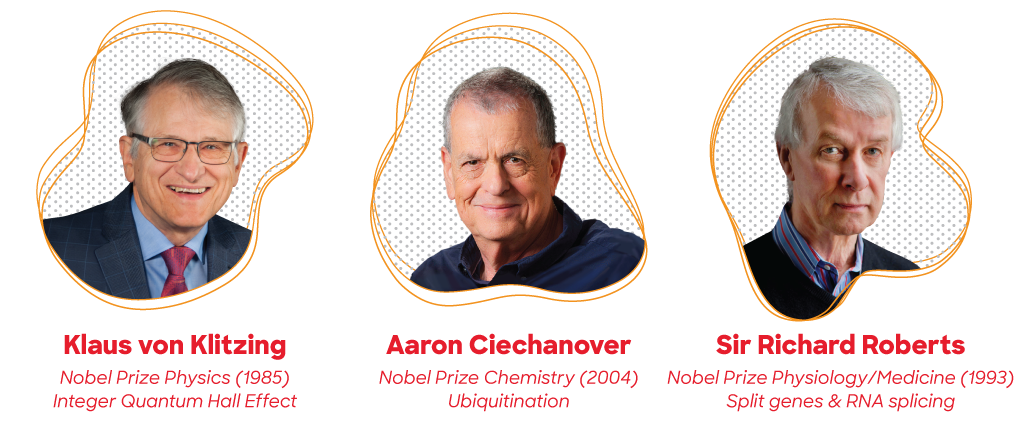 Klaus von Klitzing
Nobel Prize Physics (1985)
Integer Quantum Hall Effect
Aaron Ciechanover
Nobel Prize Chemistry (2004)
Ubiquitination
Sir Richard Roberts
Nobel Prize Physiology/Medicine (1993)
Split genes & RNA splicing